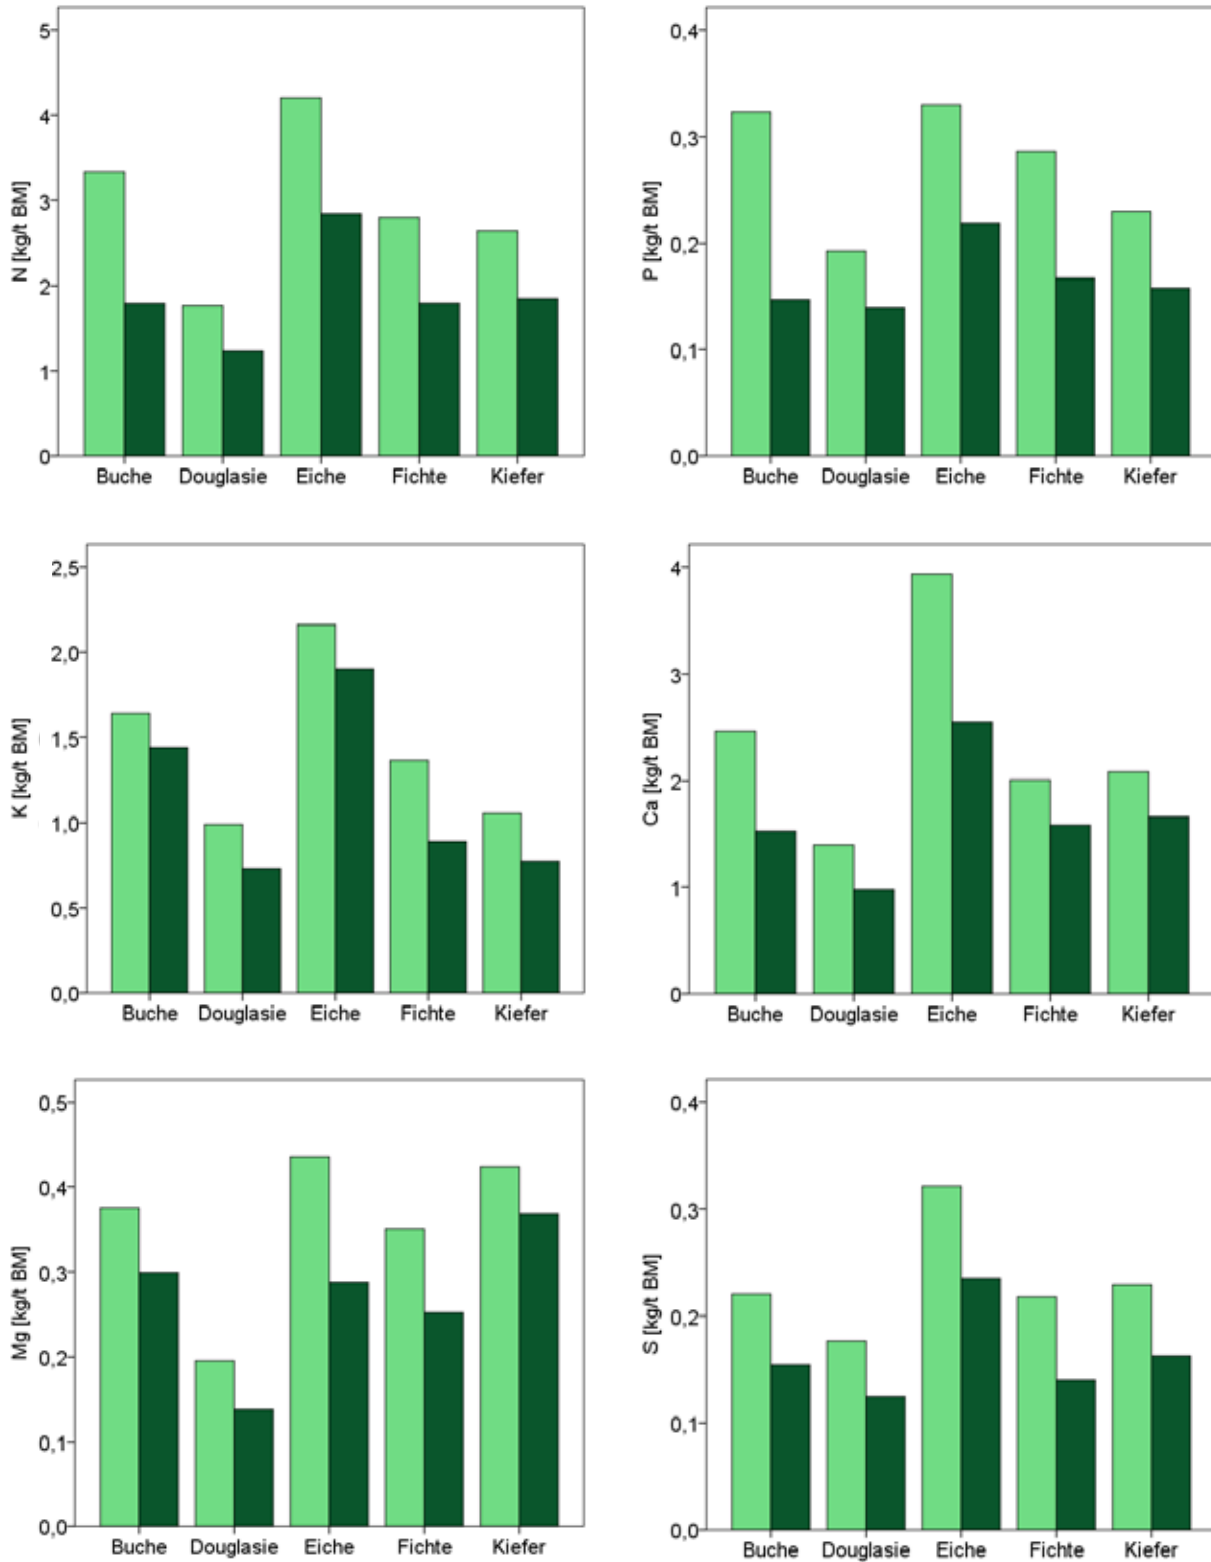 N [kg/t BM]
5
4
3
2
1
0
Buche Douglasie Eiche Fichte Kiefer
P [kg/t BM]
0,4
0,3
0,2
0,1
0,0
Buche Douglasie Eiche Fichte Kiefer
K [kg/t BM]
2,5
2,0
1,5
1,0
0,5
0,0
Buche Douglasie Eiche Fichte Kiefer
Ca [kg/t BM]
4
3
2
1
0
Buche Douglasie Eiche Fichte Kiefer
Mg [kg/t BM]
0,5
0,4
0,3
0,2
0,1
0,0
Buche Douglasie Eiche Fichte Kiefer
S [kg/t BM]
0,4
0,3
0,2
0,1
0,0
Buche Douglasie Eiche Fichte Kiefer